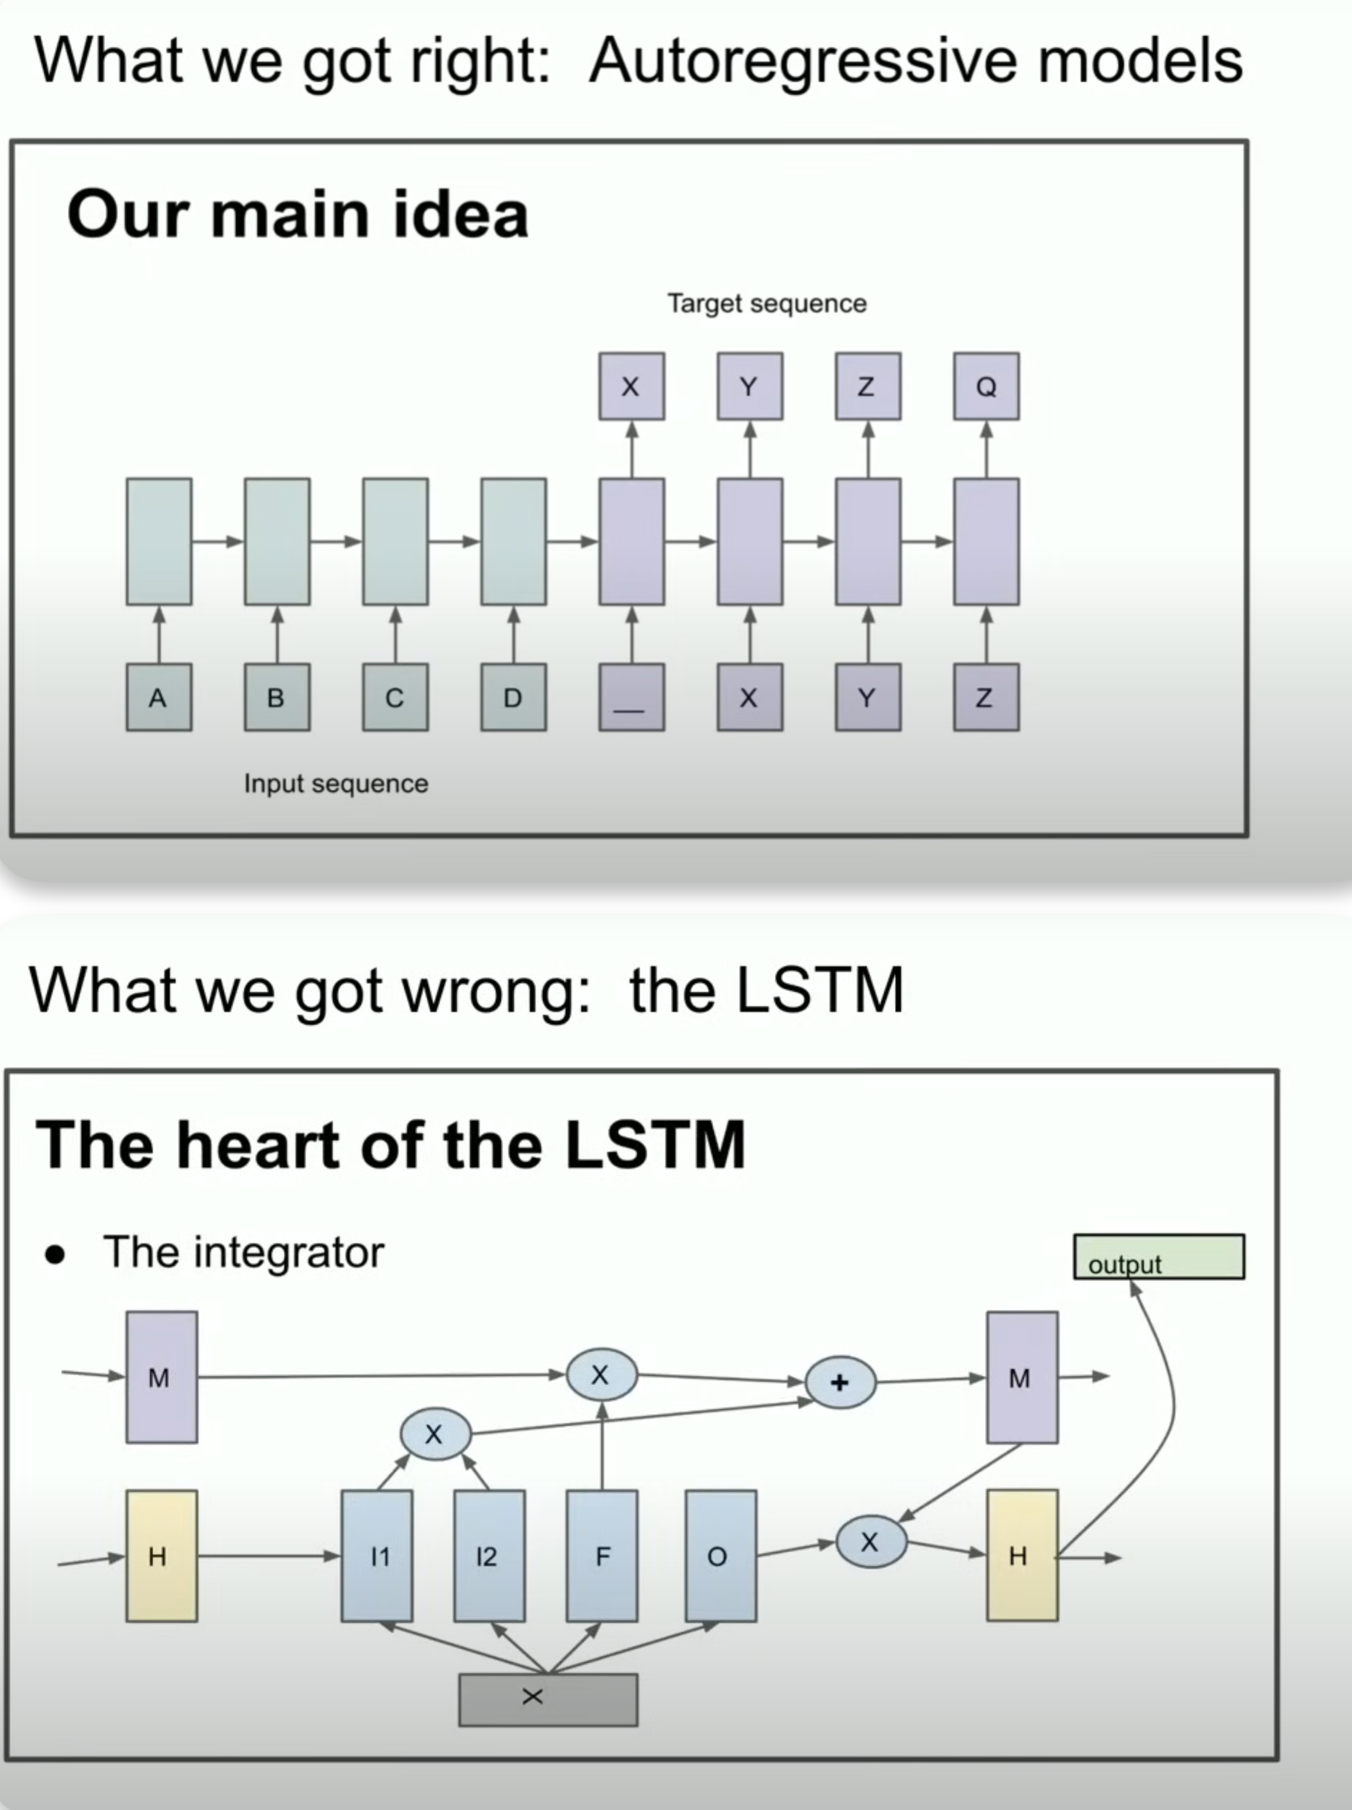 What we got right: Autoregressive models
Our main idea
Target sequence
X Y Z Q
A B C D __ X Y Z
Input sequence
What we got wrong: the LSTM
The heart of the LSTM
● The integrator
output
M X + M
X
H I1 I2 F O X H
X